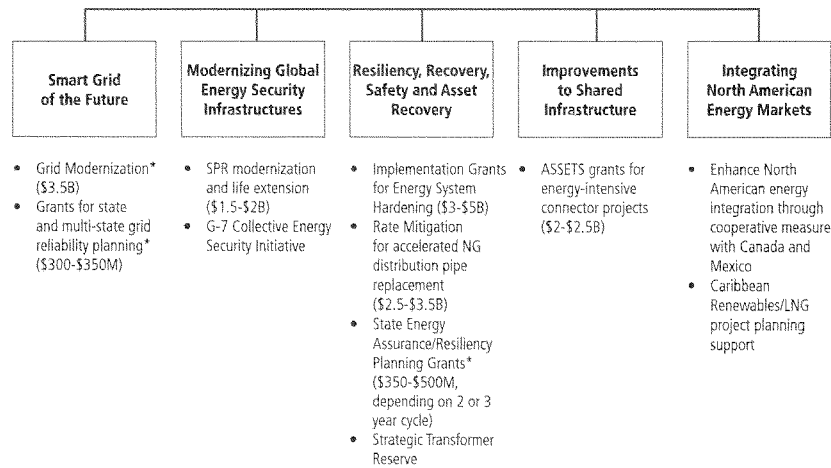 Smart Grid
of the Future
Modernizing Global
Energy Security
Infrastructures
Resiliency, Recovery,
Safety and Asset
Recovery
Improvements
to Shared
Infrastructure
Integrating
North American
Energy Markets
• Grid Modernization*
($3.5B)
• Grants for state
and multi-state grid
reliability planning*
($300-$350M)
• SPR modernization
and life extension
($1.5-$2B)
• G-7 Collective Energy
Security Initiative
• Implementation Grants
for Energy System
Hardening ($3-$5B)
• Rate Mitigation
for accelerated NG
distribution pipe
replacement
($2.5-$3.5B)
• State Energy
Assurance/Resiliency
Planning Grants*
($350-$500M,
depending on 2 or 3
year cycle)
• Strategic Transformer
Reserve
• ASSETS grants for
energy-intensive
connector projects
($2-$2.5B)
• Enhance North
American energy
integration through
cooperative measure
with Canada and
Mexico
• Caribbean
Renewables/LNG
project planning
support